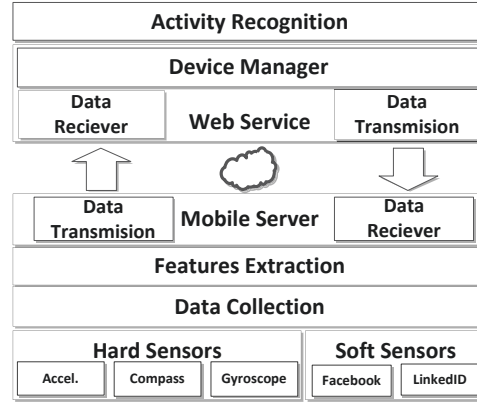 Activity Recognition
Device Manager
Data
Reciever
Web Service
Data
Transmision
Data
Transmision
Mobile Server
Data
Reciever
Features Extraction
Data Collection
Hard Sensors
Soft Sensors
Accel.
Compass
Gyroscope
Facebook
LinkedID